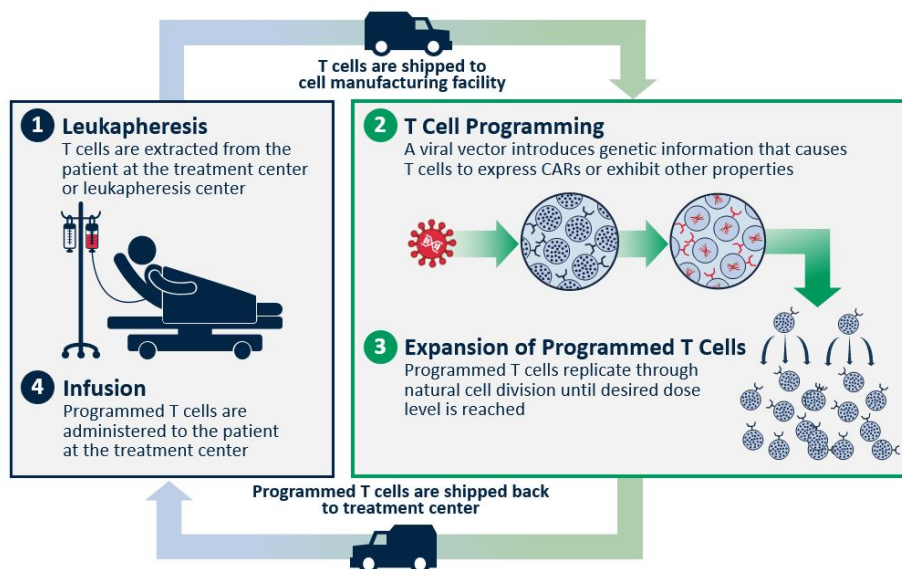 T cells are shipped to
cell manufacturing facility
1 Leukapheresis
T cells are extracted from the
patient at the treatment center
or leukapheresis center
2 T Cell Programming
A viral vector introduces genetic information that causes
T cells to express CARs or exhibit other properties
3 Expansion of Programmed T Cells
Programmed T cells replicate through
natural cell division until desired dose
level is reached
4 Infusion
Programmed T cells are
administered to the patient
at the treatment center
Programmed T cells are shipped back
to treatment center